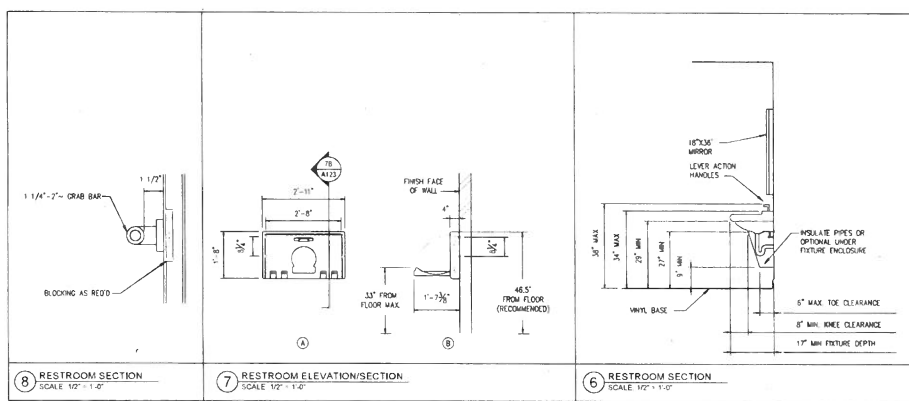 1 1/2"
1 1/4"-2"~ GRAB BAR
BLOCKING AS REQ'D
8 RESTROOM SECTION
SCALE 1/2" = 1'-0"
7B
A123
2'-11"
2'-8"
1'-8"
A
FINISH FACE
OF WALL
4"
33" FROM
FLOOR MAX.
1'-7 3/8"
46.5"
FROM FLOOR
(RECOMMENDED)
B
7 RESTROOM ELEVATION/SECTION
SCALE 1/2" = 1'-0"
18"X36"
MIRROR
LEVER ACTION
HANDLES
36" MAX
34" MAX
29" MIN
27" MIN
9" MIN
INSULATE PIPES OR
OPTIONAL UNDER
FIXTURE ENCLOSURE
VINYL BASE
6" MAX. TOE CLEARANCE
8" MIN. KNEE CLEARANCE
17" MIN FIXTURE DEPTH
6 RESTROOM SECTION
SCALE 1/2" = 1'-0"